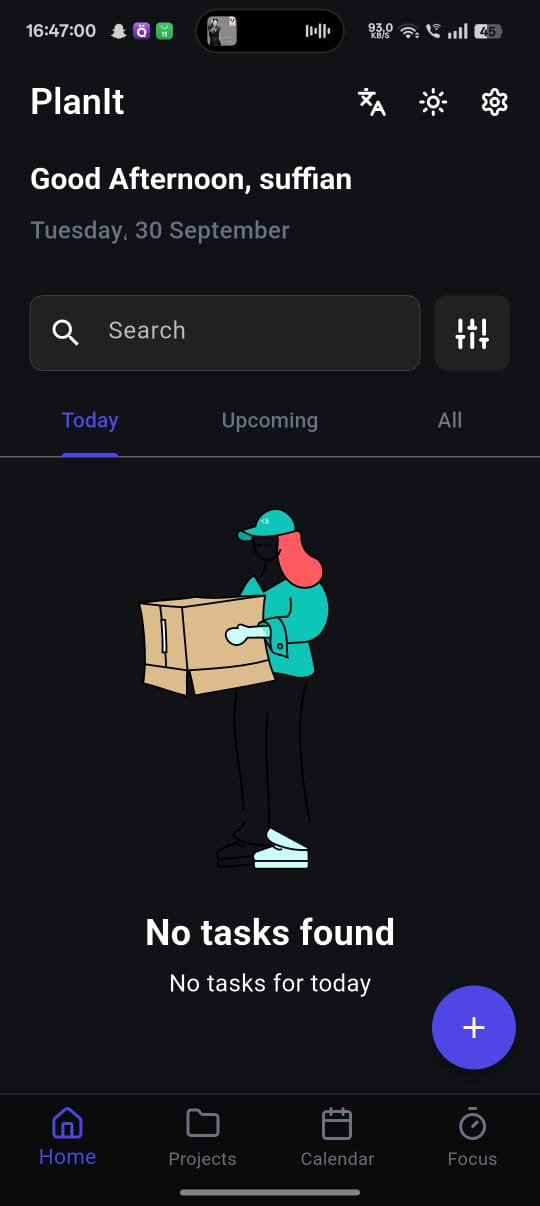 16:47:00
93.0
KB/S
45
PlanIt
Good Afternoon, suffian
Tuesday, 30 September
Search
Today
Upcoming
All
No tasks found
No tasks for today
Home
Projects
Calendar
Focus